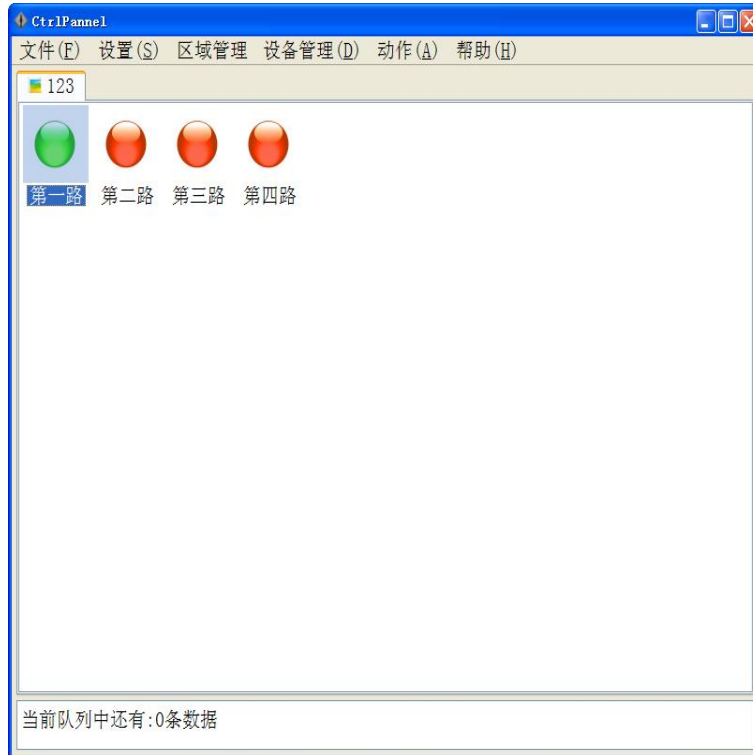 CtrlPannel
文件(F) 设置(S) 区域管理 设备管理(D) 动作(A) 帮助(H)
123
第一路 第二路 第三路 第四路
当前队列中还有:0条数据